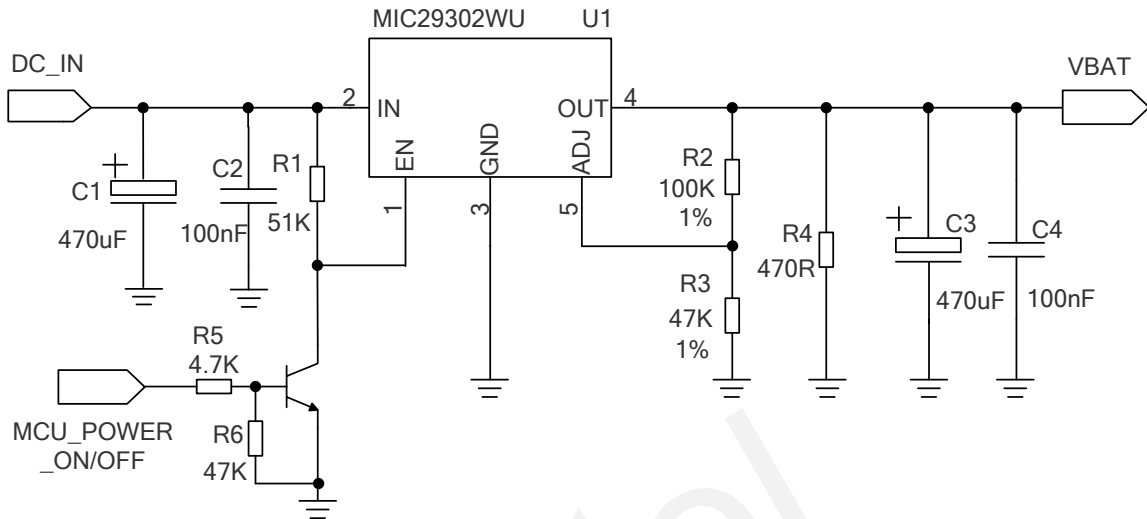 MIC29302WU U1
DC_IN
VBAT
2 IN
OUT 4
EN
GND
ADJ
1
3
5
+
C1
470uF
C2
100nF
R1
51K
R2
100K
1%
R3
47K
1%
R4
470R
+
C3
470uF
C4
100nF
R5
4.7K
MCU_POWER
_ON/OFF
R6
47K